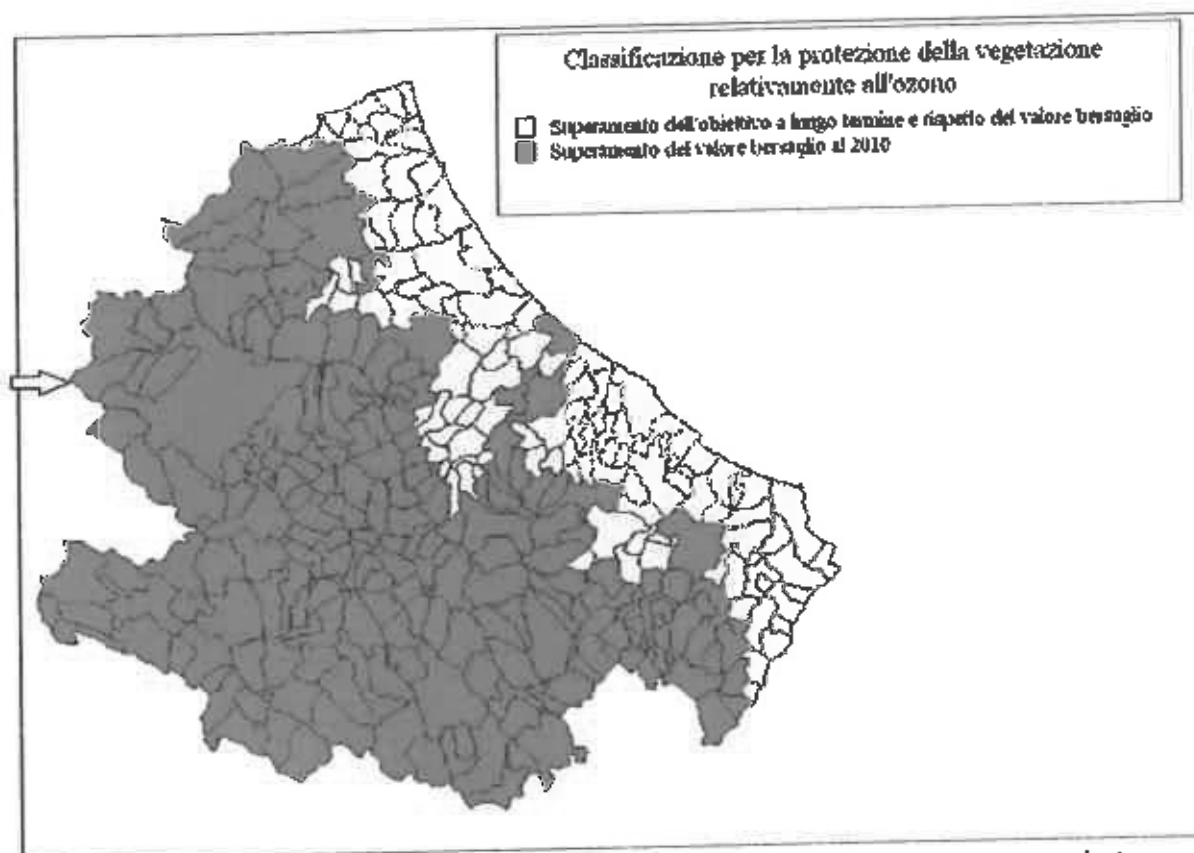 Classificazione per la protezione della vegetazione
relativamente all'ozono
Superamento dell'obiettivo a lungo termine e rispetto del valore bersaglio
Superamento del valore bersaglio al 2010